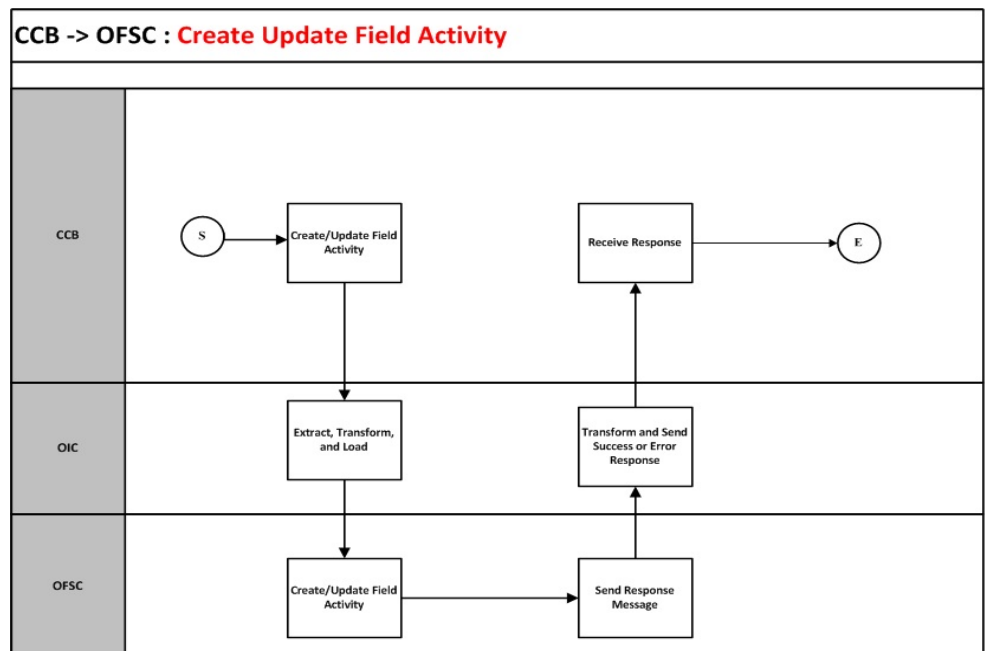 CCB -> OFSC : Create Update Field Activity
CCB
S
Create/Update Field
Activity
Receive Response
E
OIC
Extract, Transform,
and Load
Transform and Send
Success or Error
Response
OFSC
Create/Update Field
Activity
Send Response
Message